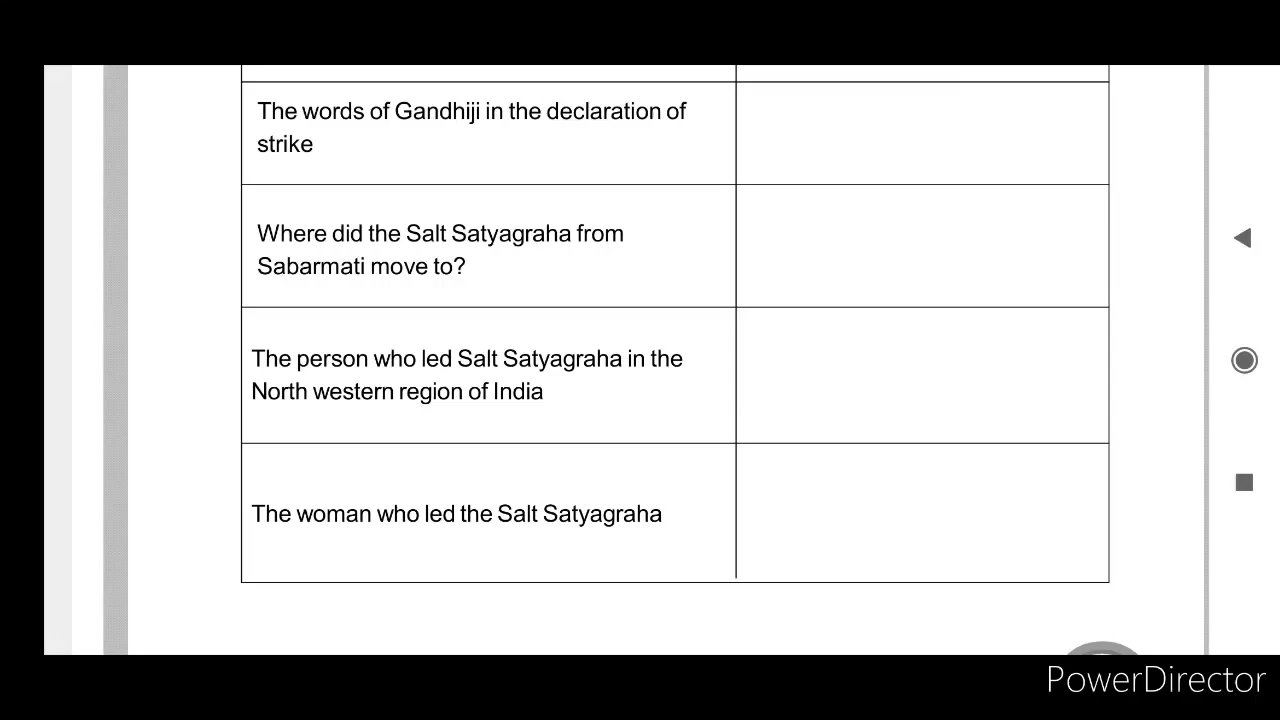 The words of Gandhiji in the declaration of
strike
Where did the Salt Satyagraha from
Sabarmati move to?
The person who led Salt Satyagraha in the
North western region of India
The woman who led the Salt Satyagraha
PowerDirector